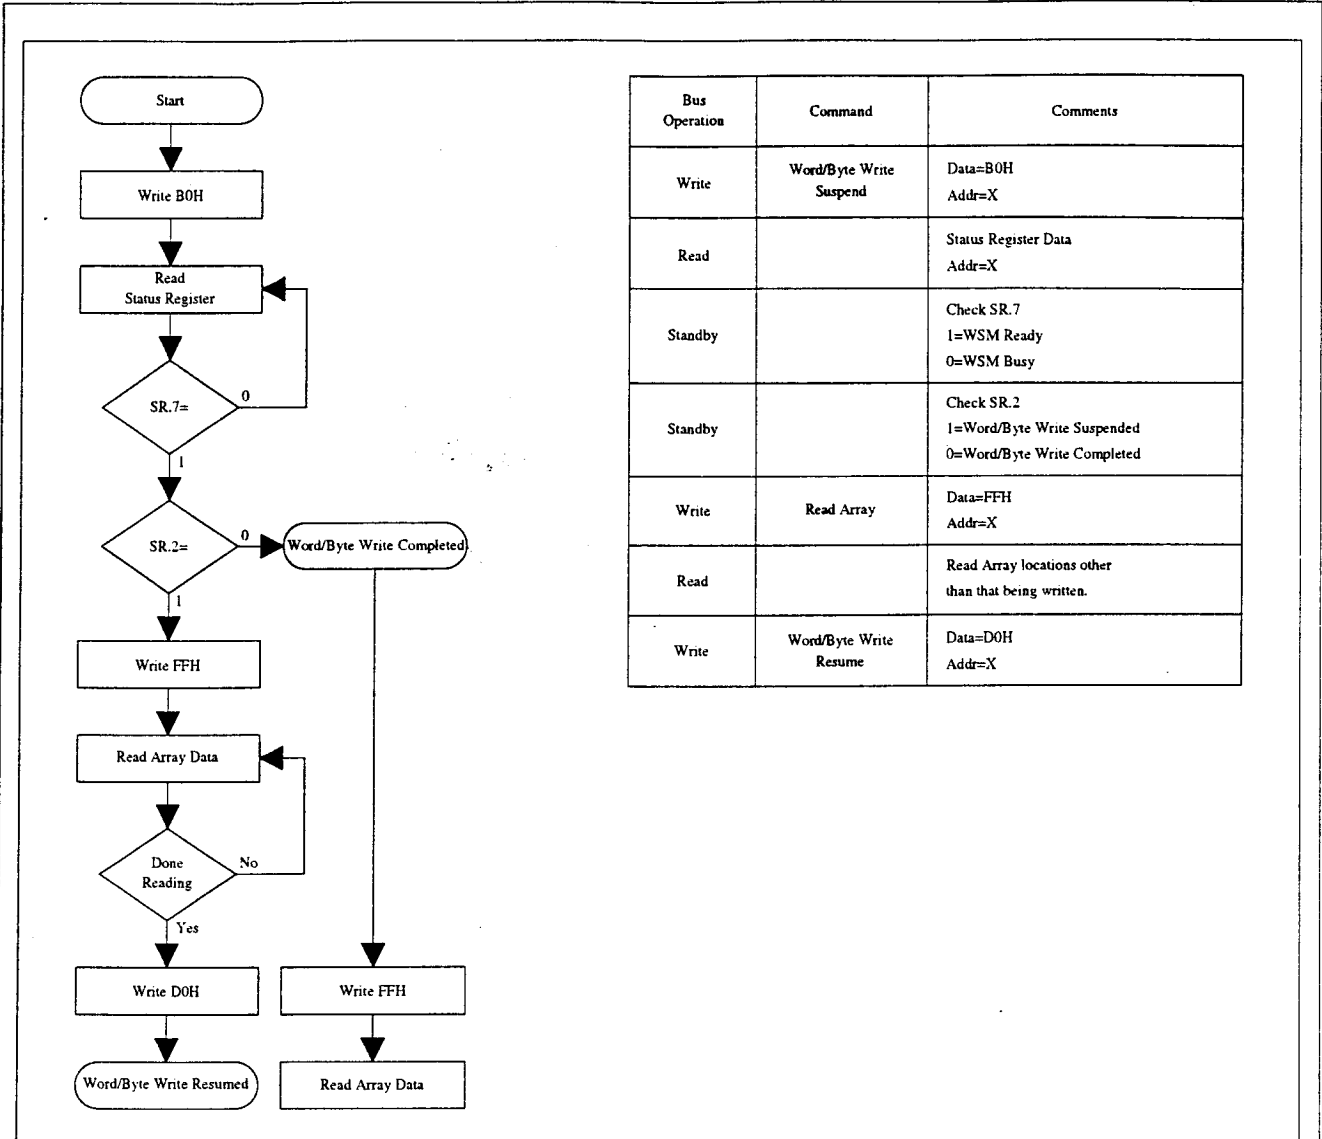 Start
Write B0H
Read
Status Register
0
SR.7=
1
SR.2=
0
Word/Byte Write Completed
1
Write FFH
Read Array Data
Done
Reading
No
Yes
Write D0H
Write FFH
Word/Byte Write Resumed
Read Array Data
Bus
Operation
Command
Comments
Write
Word/Byte Write
Suspend
Data=B0H
Addr=X
Read
Status Register Data
Addr=X
Standby
Check SR.7
1=WSM Ready
0=WSM Busy
Standby
Check SR.2
1=Word/Byte Write Suspended
0=Word/Byte Write Completed
Write
Read Array
Data=FFH
Addr=X
Read
Read Array locations other
than that being written.
Write
Word/Byte Write
Resume
Data=D0H
Addr=X